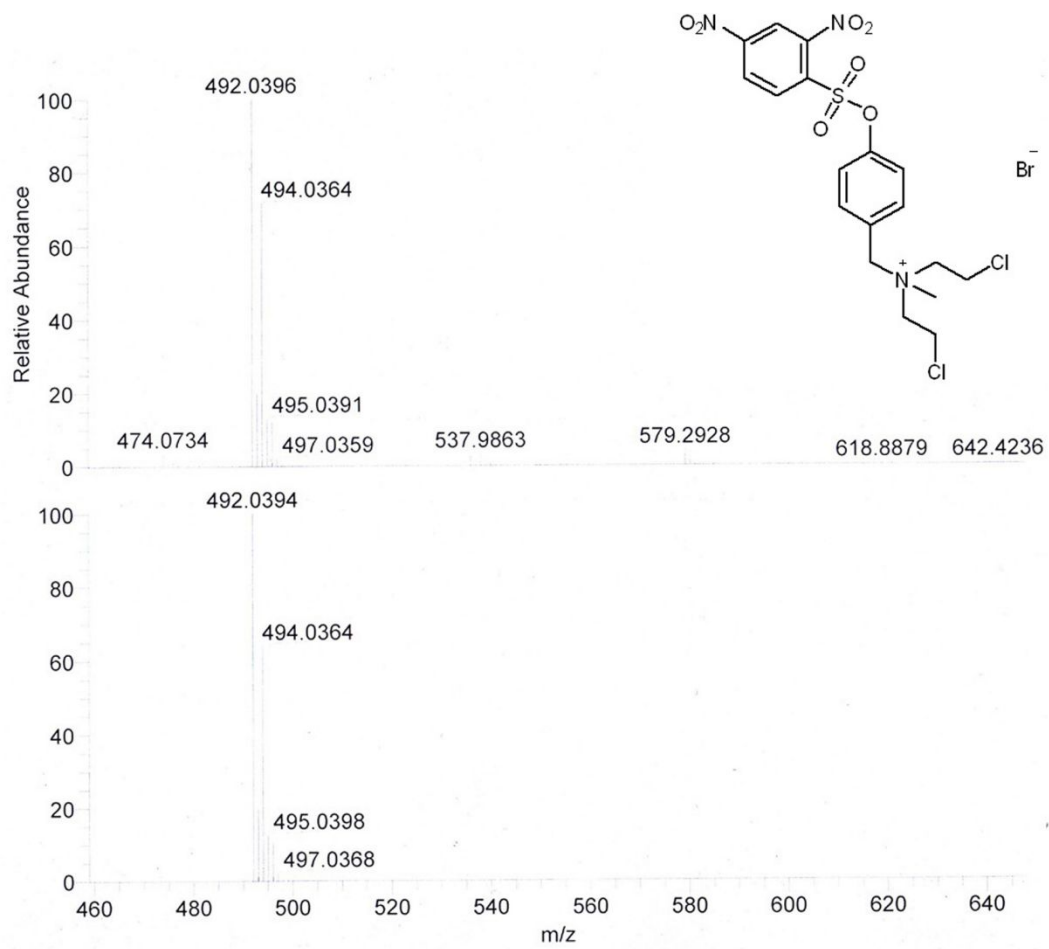 O₂N NO₂
O
S
O
O
Br⁻
N⁺
Cl
Cl
Relative Abundance
100
80
60
40
20
0
492.0396
494.0364
495.0391
474.0734
497.0359
537.9863
579.2928
618.8879
642.4236
100
80
60
40
20
0
492.0394
494.0364
495.0398
497.0368
460 480 500 520 540 560 580 600 620 640
m/z